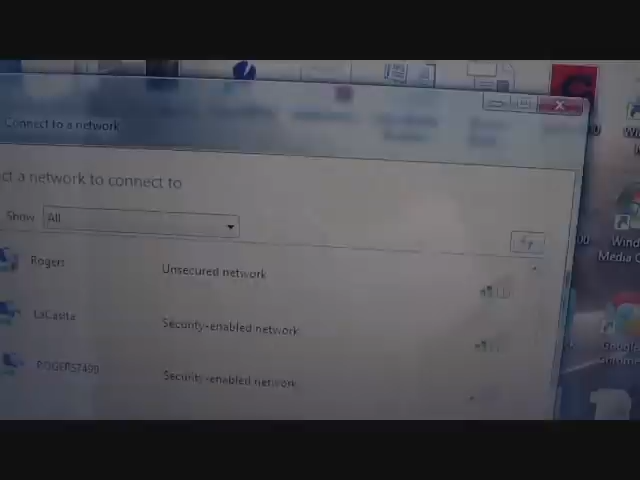 Connect to a network
ct a network to connect to
Show All
Rogers Unsecured network
LaCasita Security-enabled network
ROGERS7499 Security-enabled network
Media